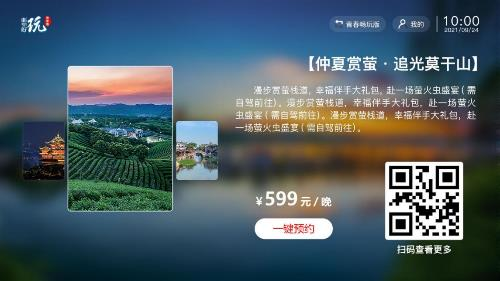 玩
青春畅玩版
我的
10:00
2021/09/24
【仲夏赏萤 · 追光莫干山】
漫步赏萤栈道，幸福伴手大礼包，赴一场萤火虫盛宴（需
自驾前往）。漫步赏萤栈道，幸福伴手大礼包，赴一场萤火
虫盛宴（需自驾前往）。漫步赏萤栈道，幸福伴手大礼包，赴
一场萤火虫盛宴（需自驾前往）。
¥599元/晚
一键预约
扫码查看更多